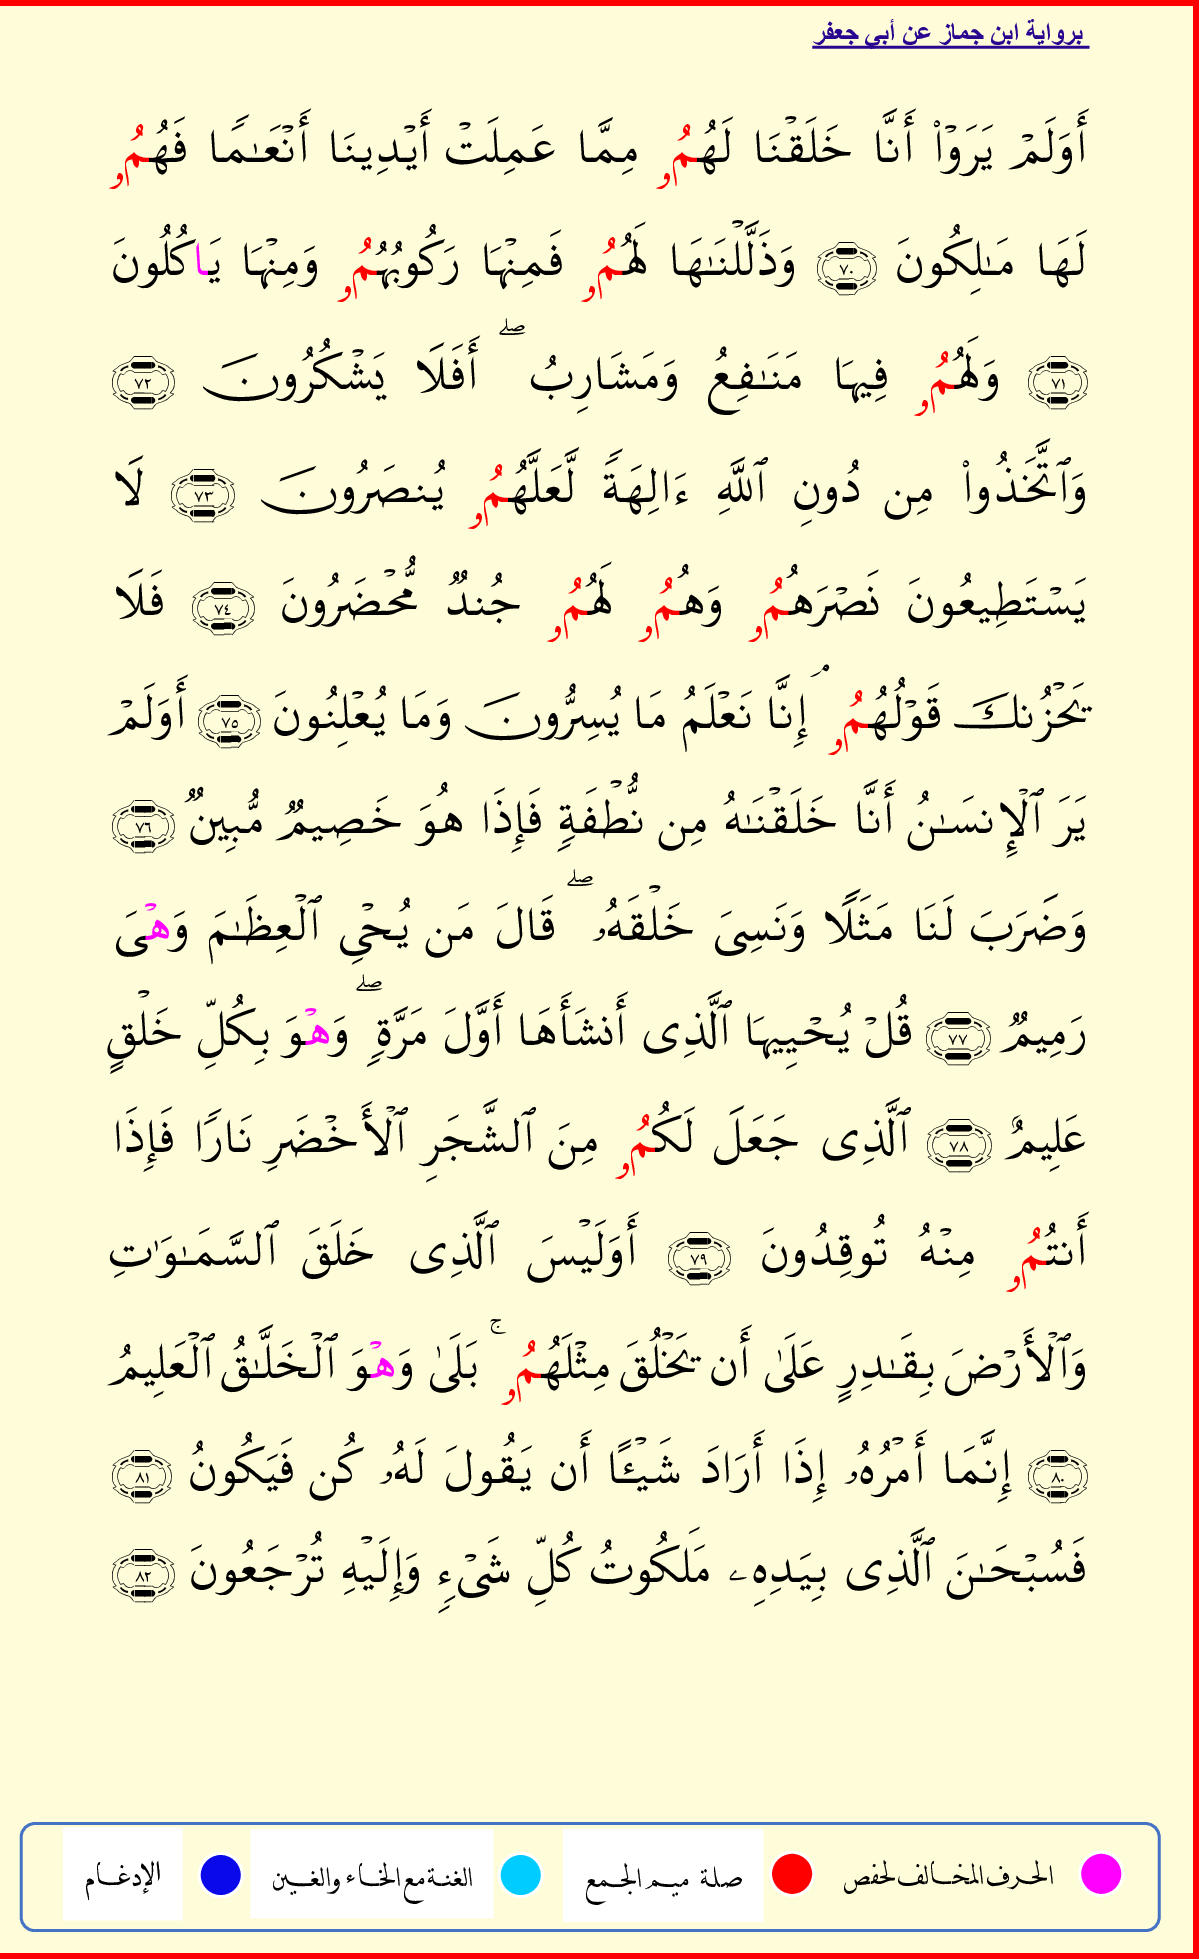 برواية ابن جماز عن أبي جعفر
أَوَلَمْ يَرَوْاْ أَنَّا خَلَقْنَا لَهُمُۥ مِمَّا عَمِلَتْ أَيْدِينَا أَنْعَـٰمًا فَهُمُۥ
لَهَا مَـٰلِكُونَ ٧٠ وَذَلَّلْنَـٰهَا لَهُمُۥ فَمِنْهَا رَكُوبُهُمُۥ وَمِنْهَا يَاكُلُونَ
٧١ وَلَهُمُۥ فِيهَا مَنَـٰفِعُ وَمَشَارِبُ ۖ أَفَلَا يَشْكُرُونَ ٧٢
وَٱتَّخَذُواْ مِن دُونِ ٱللَّهِ ءَالِهَةً لَّعَلَّهُمُۥ يُنصَرُونَ ٧٣ لَا
يَسْتَطِيعُونَ نَصْرَهُمُۥ وَهُمُۥ لَهُمُۥ جُندٌ مُّحْضَرُونَ ٧٤ فَلَا
يَحْزُنكَ قَوْلُهُمُۥ ۘ إِنَّا نَعْلَمُ مَا يُسِرُّونَ وَمَا يُعْلِنُونَ ٧٥ أَوَلَمْ
يَرَ ٱلْإِنسَـٰنُ أَنَّا خَلَقْنَـٰهُ مِن نُّطْفَةٍ فَإِذَا هُوَ خَصِيمٌ مُّبِينٌ ٧٦
وَضَرَبَ لَنَا مَثَلًا وَنَسِىَ خَلْقَهُۥ ۖ قَالَ مَن يُحْىِ ٱلْعِظَـٰمَ وَهْىَ
رَمِيمٌ ٧٧ قُلْ يُحْيِيهَا ٱلَّذِى أَنشَأَهَا أَوَّلَ مَرَّةٍ ۖ وَهْوَ بِكُلِّ خَلْقٍ
عَلِيمٌ ٧٨ ٱلَّذِى جَعَلَ لَكُمُۥ مِنَ ٱلشَّجَرِ ٱلْأَخْضَرِ نَارًا فَإِذَا
أَنتُمُۥ مِنْهُ تُوقِدُونَ ٧٩ أَوَلَيْسَ ٱلَّذِى خَلَقَ ٱلسَّمَـٰوَٰتِ
وَٱلْأَرْضَ بِقَـٰدِرٍ عَلَىٰ أَن يَخْلُقَ مِثْلَهُمُۥ ۚ بَلَىٰ وَهْوَ ٱلْخَلَّـٰقُ ٱلْعَلِيمُ
٨٠ إِنَّمَا أَمْرُهُۥ إِذَا أَرَادَ شَيْـًٔا أَن يَقُولَ لَهُۥ كُن فَيَكُونُ ٨١
فَسُبْحَـٰنَ ٱلَّذِى بِيَدِهِۦ مَلَكُوتُ كُلِّ شَىْءٍ وَإِلَيْهِ تُرْجَعُونَ ٨٢
الحرف المخالف لحفص صلة ميم الجمع الغنة مع الخاء والغين الإدغام